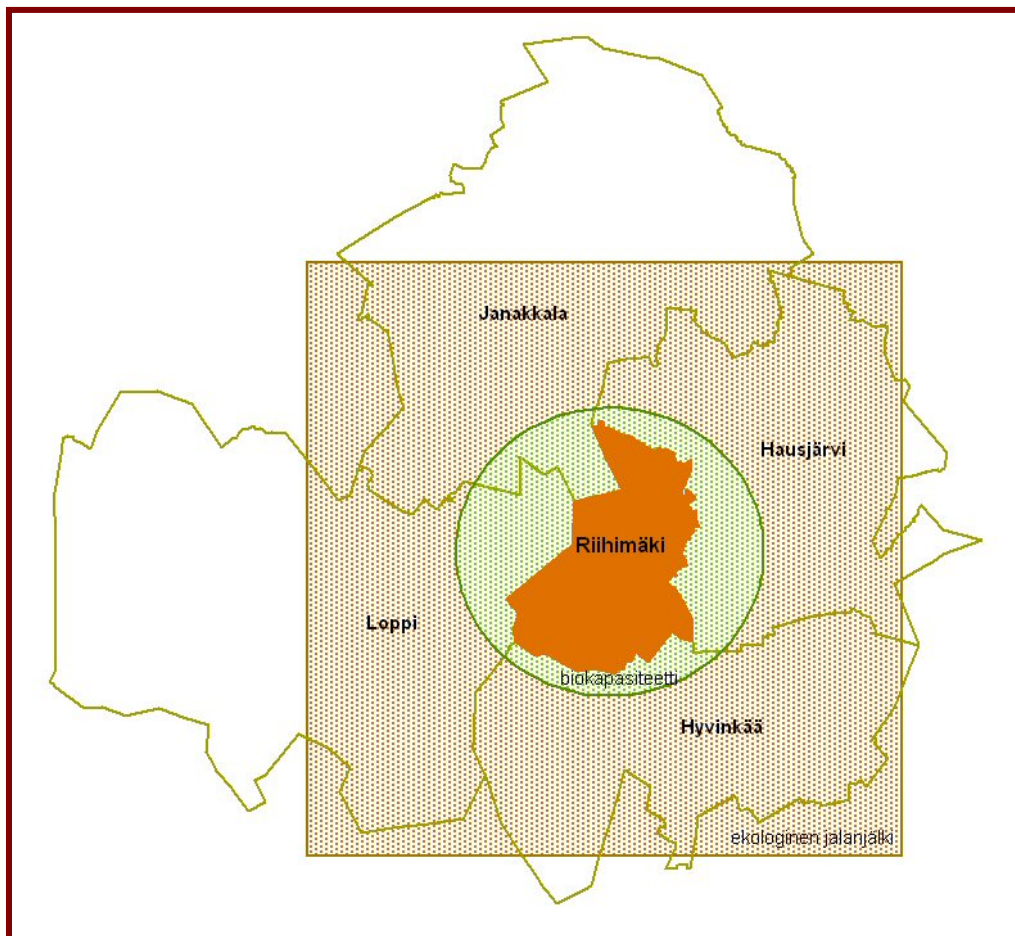 Janakkala
Hausjärvi
Riihimäki
Loppi
biokapasiteetti
Hyvinkää
ekologinen jalanjälki